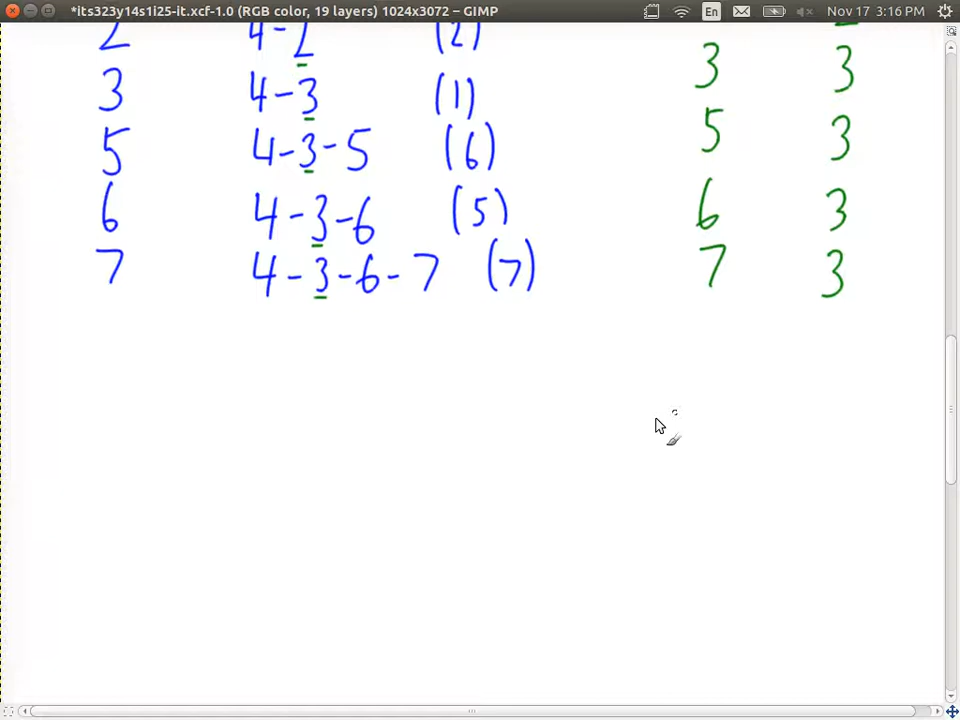 *its323y14s1i25-it.xcf-1.0 (RGB color, 19 layers) 1024x3072 – GIMP En Nov 17 3:16 PM
2 4-2 (2)
3 4-3 (1) 3 3
5 4-3-5 (6) 5 3
6 4-3-6 (5) 6 3
7 4-3-6-7 (7) 7 3